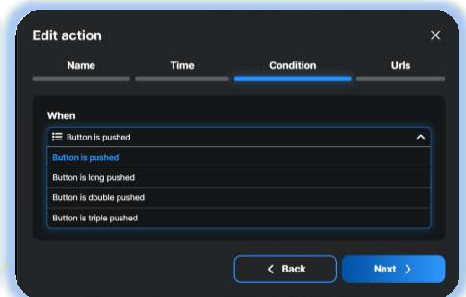 Edit action
Name Time Condition Urls
When
Button is pushed
Button is pushed
Button is long pushed
Button is double pushed
Button is triple pushed
Back Next